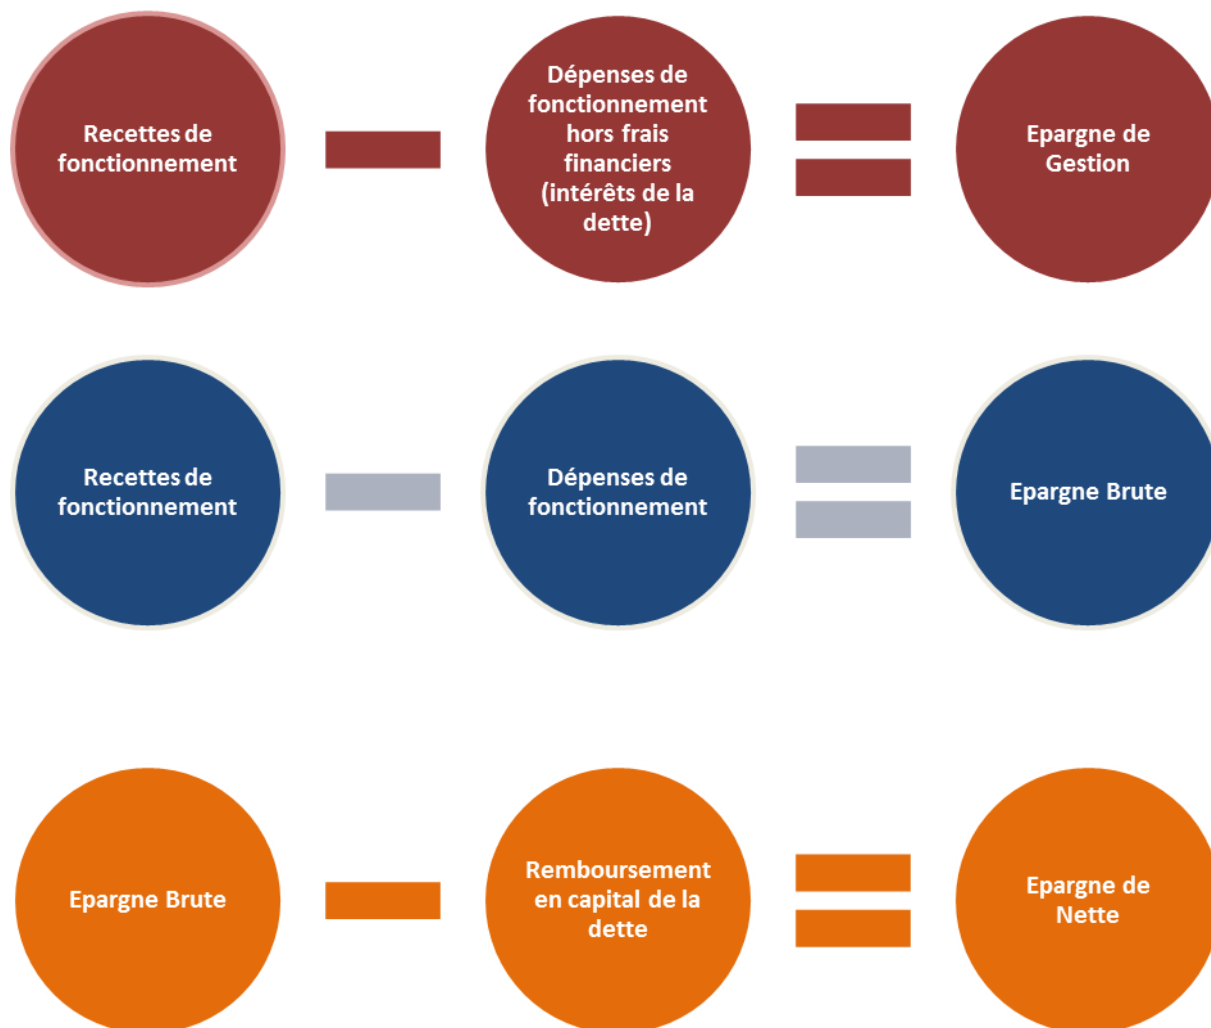 Recettes de
fonctionnement
Dépenses de
fonctionnement
hors frais
financiers
(intérêts de la
dette)
Epargne de
Gestion
Recettes de
fonctionnement
Dépenses de
fonctionnement
Epargne Brute
Epargne Brute
Remboursement
en capital de la
dette
Epargne de
Nette